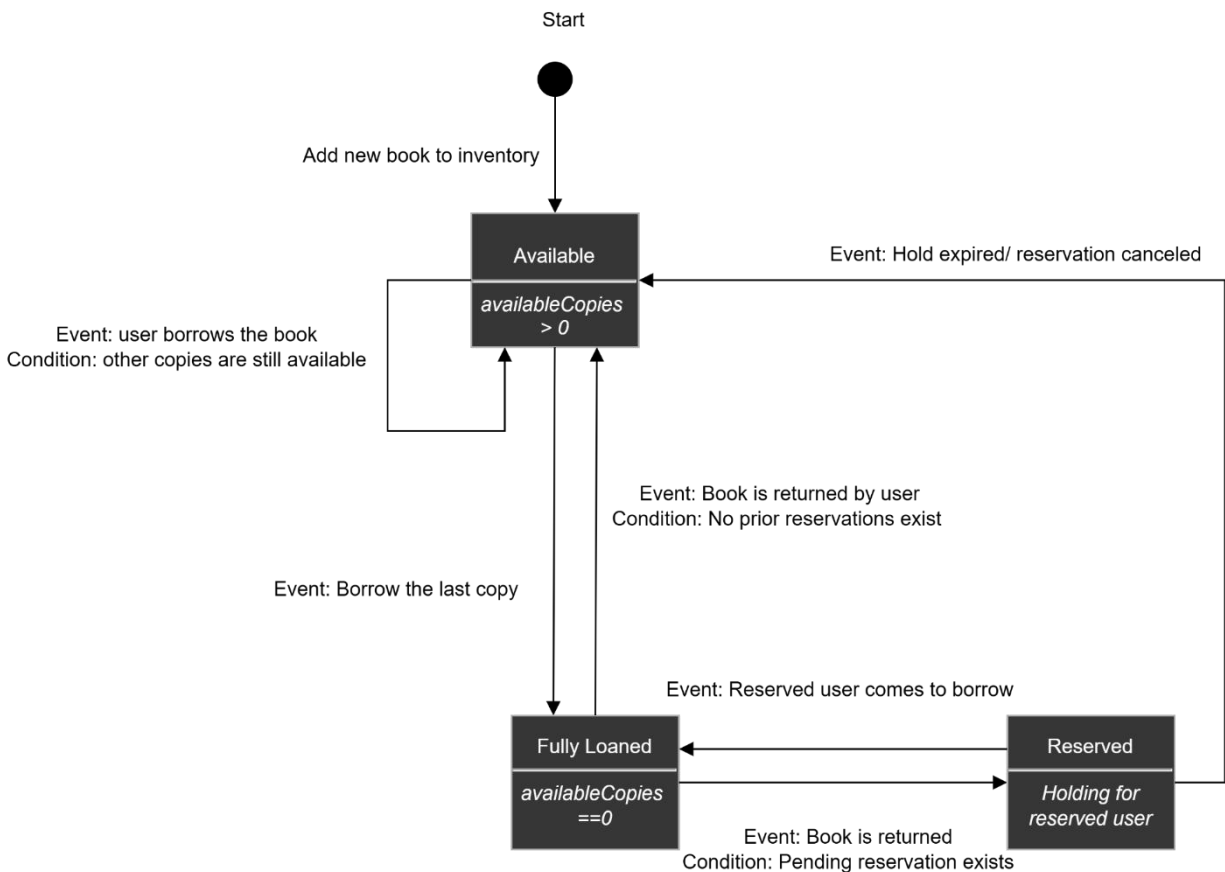 Start
Add new book to inventory
Available
availableCopies
> 0
Event: Hold expired/ reservation canceled
Event: user borrows the book
Condition: other copies are still available
Event: Book is returned by user
Condition: No prior reservations exist
Event: Borrow the last copy
Event: Reserved user comes to borrow
Fully Loaned
availableCopies
==0
Reserved
Holding for
reserved user
Event: Book is returned
Condition: Pending reservation exists